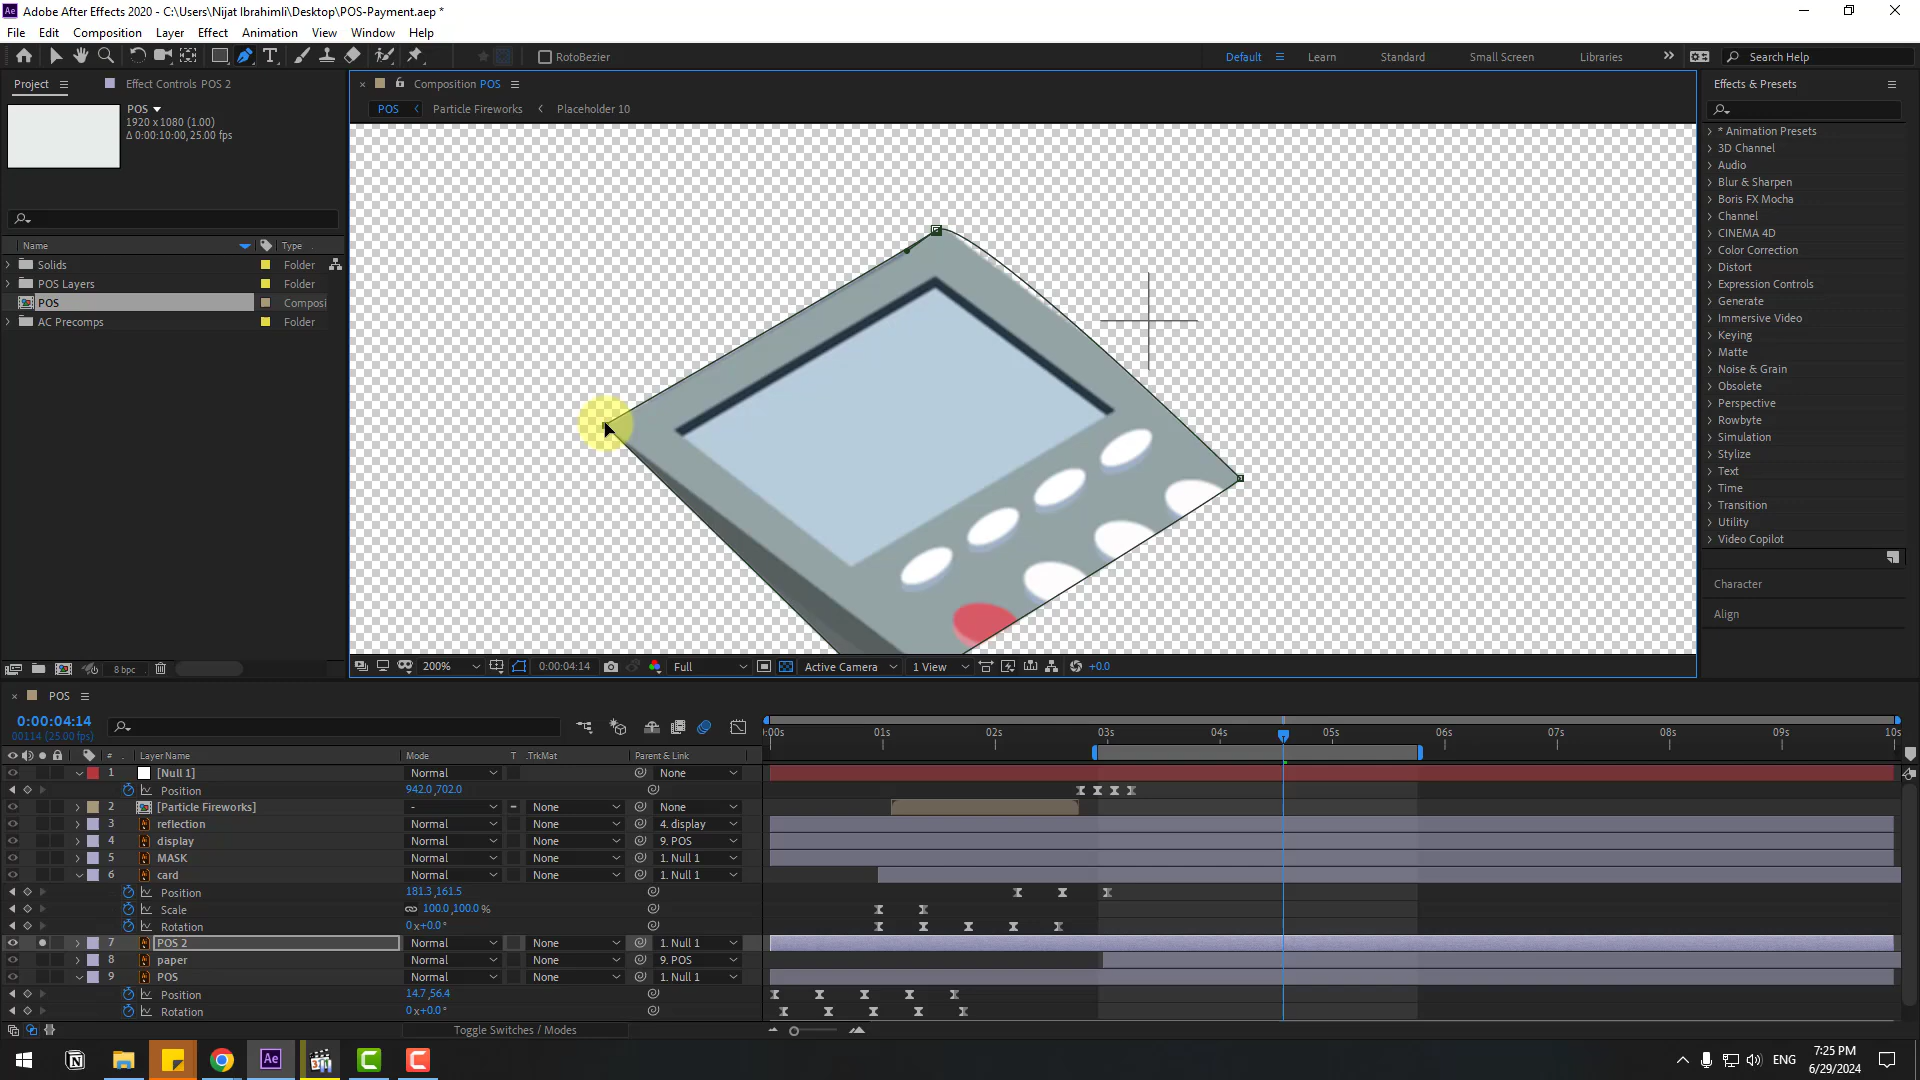 Adobe After Effects 2020 - C:\Users\Nijat Ibrahimli\Desktop\POS-Payment.aep *
File Edit Composition Layer Effect Animation View Window Help
RotoBezier Default Learn Standard Small Screen Libraries Search Help
Project Effect Controls POS 2
POS
1920 x 1080 (1.00)
Δ 0:00:10:00, 25.00 fps
Name Type
Solids Folder
POS Layers Folder
POS Composi
AC Precomps Folder
8 bpc
Composition POS
POS Particle Fireworks Placeholder 10
200% 0:00:04:14 Full Active Camera 1 View +0.0
Effects & Presets
* Animation Presets
3D Channel
Audio
Blur & Sharpen
Boris FX Mocha
Channel
CINEMA 4D
Color Correction
Distort
Expression Controls
Generate
Immersive Video
Keying
Matte
Noise & Grain
Obsolete
Perspective
Rowbyte
Simulation
Stylize
Text
Time
Transition
Utility
Video Copilot
Character
Align
POS
0:00:04:14
00114 (25.00 fps)
:00s 01s 02s 04s 05s 06s 07s 08s 09s 10s
# Layer Name Mode T .TrkMat Parent & Link
1 [Null 1] Normal None
Position 942.0,702.0
2 [Particle Fireworks] - None None
3 reflection Normal None 4. display
4 display Normal None 9. POS
5 MASK Normal None 1. Null 1
6 card Normal None 1. Null 1
Position 181.3,161.5
Scale 100.0,100.0 %
Rotation 0x+0.0°
7 POS 2 Normal None 1. Null 1
8 paper Normal None 9. POS
9 POS Normal None 1. Null 1
Position 14.7,56.4
Rotation 0x+0.0°
Toggle Switches / Modes
ENG 7:25 PM
6/29/2024